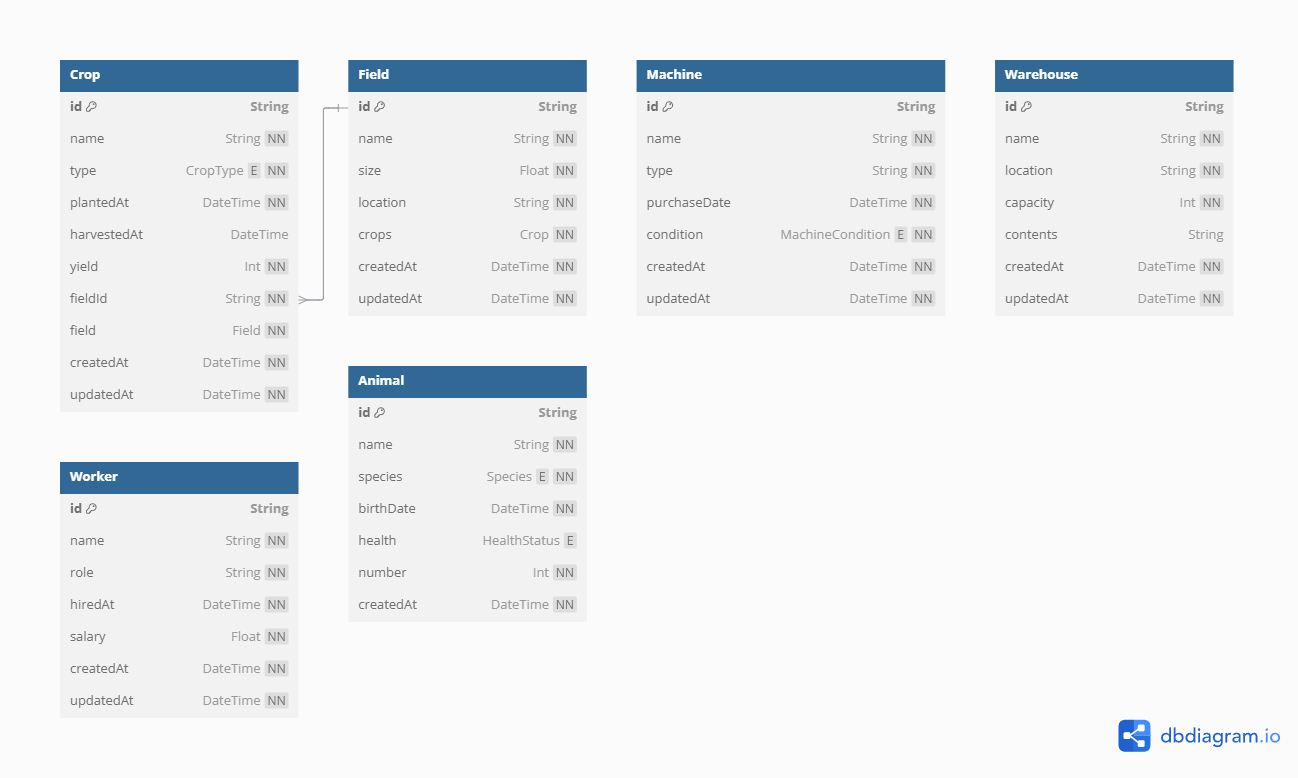 Crop
id String
name String NN
type CropType E NN
plantedAt DateTime NN
harvestedAt DateTime
yield Int NN
fieldId String NN
field Field NN
createdAt DateTime NN
updatedAt DateTime NN
Field
id String
name String NN
size Float NN
location String NN
crops Crop NN
createdAt DateTime NN
updatedAt DateTime NN
Machine
id String
name String NN
type String NN
purchaseDate DateTime NN
condition MachineCondition E NN
createdAt DateTime NN
updatedAt DateTime NN
Warehouse
id String
name String NN
location String NN
capacity Int NN
contents String
createdAt DateTime NN
updatedAt DateTime NN
Animal
id String
name String NN
species Species E NN
birthDate DateTime NN
health HealthStatus E
number Int NN
createdAt DateTime NN
Worker
id String
name String NN
role String NN
hiredAt DateTime NN
salary Float NN
createdAt DateTime NN
updatedAt DateTime NN
dbdiagram.io